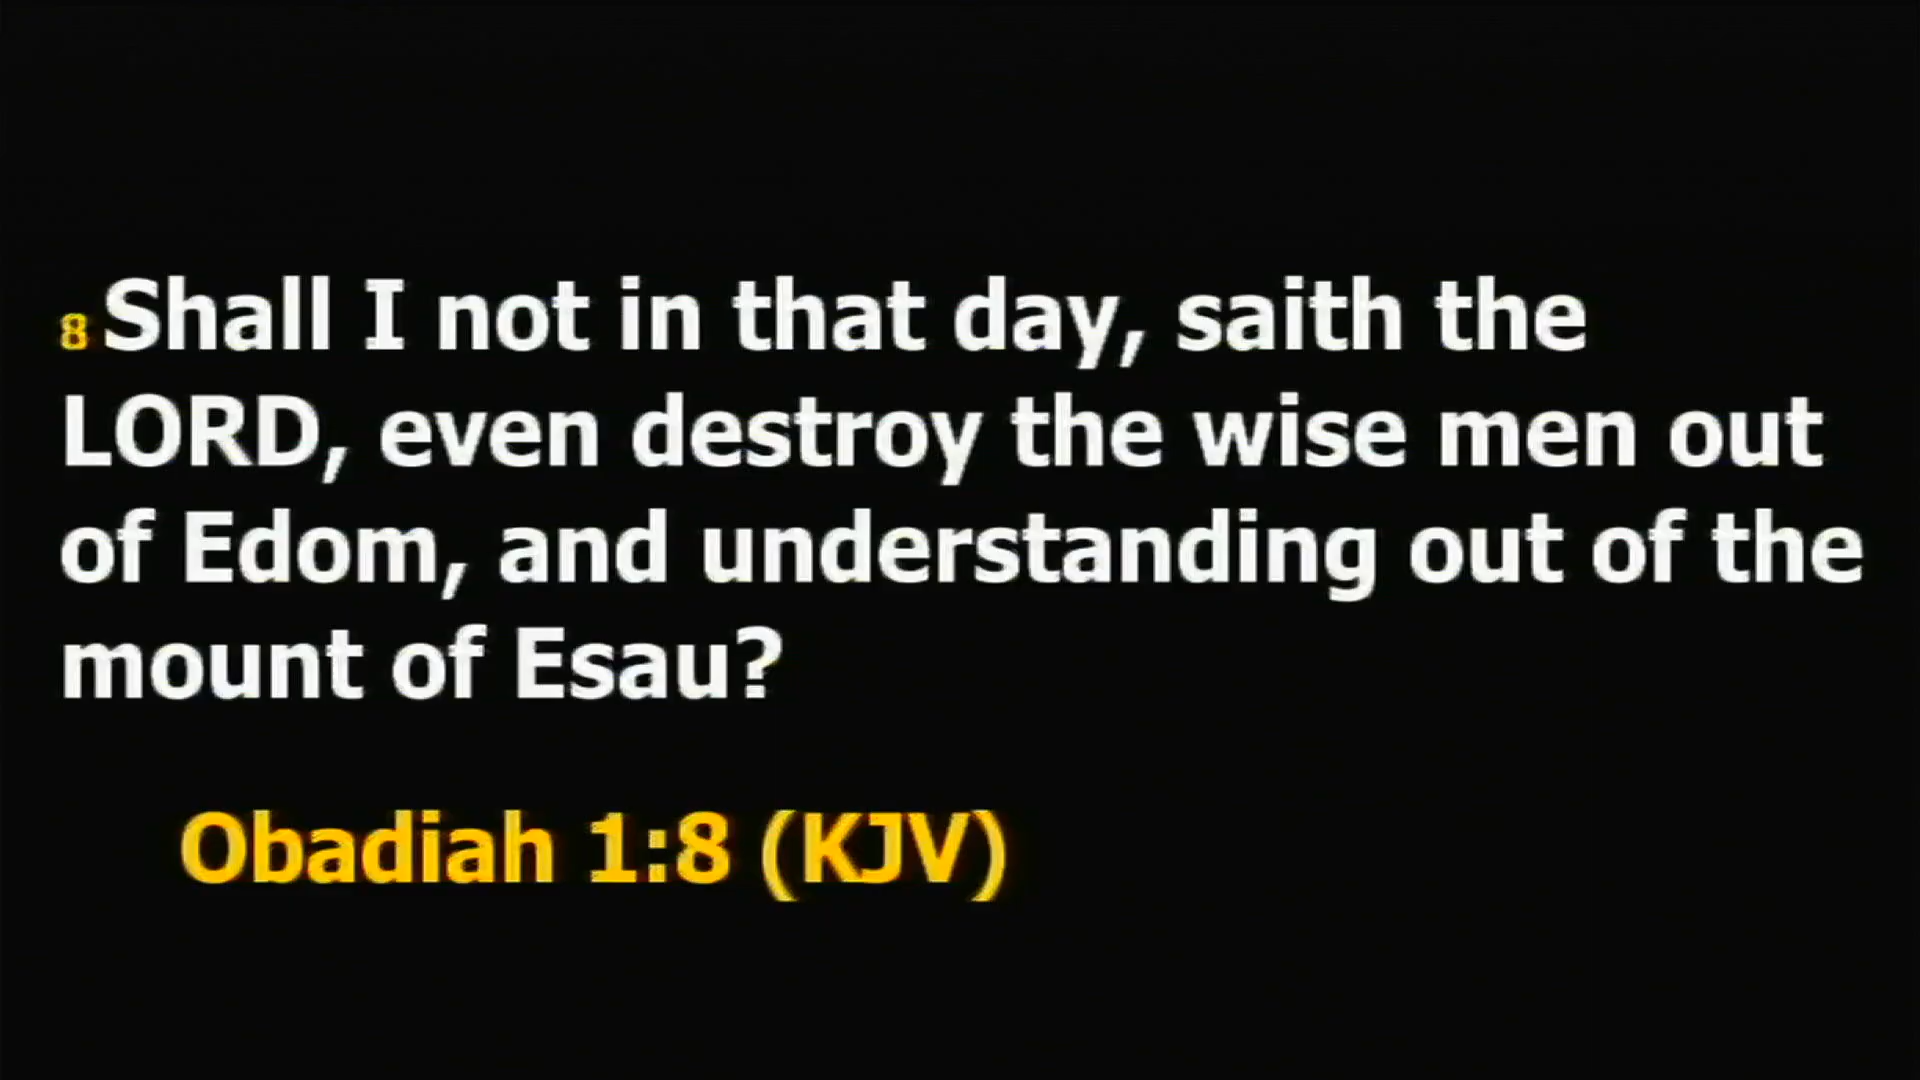 8 Shall I not in that day, saith the
LORD, even destroy the wise men out
of Edom, and understanding out of the
mount of Esau?
Obadiah 1:8 (KJV)